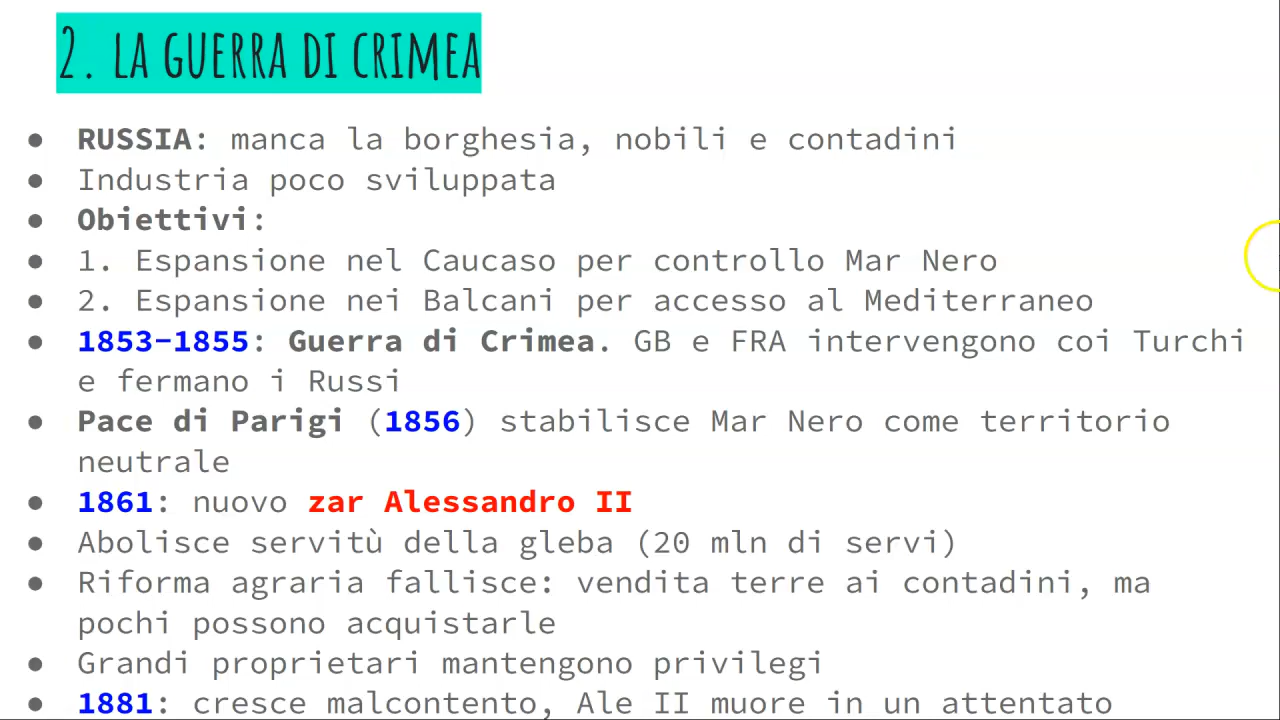 2. LA GUERRA DI CRIMEA
● RUSSIA: manca la borghesia, nobili e contadini
● Industria poco sviluppata
● Obiettivi:
● 1. Espansione nel Caucaso per controllo Mar Nero
● 2. Espansione nei Balcani per accesso al Mediterraneo
● 1853-1855: Guerra di Crimea. GB e FRA intervengono coi Turchi
e fermano i Russi
● Pace di Parigi (1856) stabilisce Mar Nero come territorio
neutrale
● 1861: nuovo zar Alessandro II
● Abolisce servitù della gleba (20 mln di servi)
● Riforma agraria fallisce: vendita terre ai contadini, ma
pochi possono acquistarle
● Grandi proprietari mantengono privilegi
● 1881: cresce malcontento, Ale II muore in un attentato